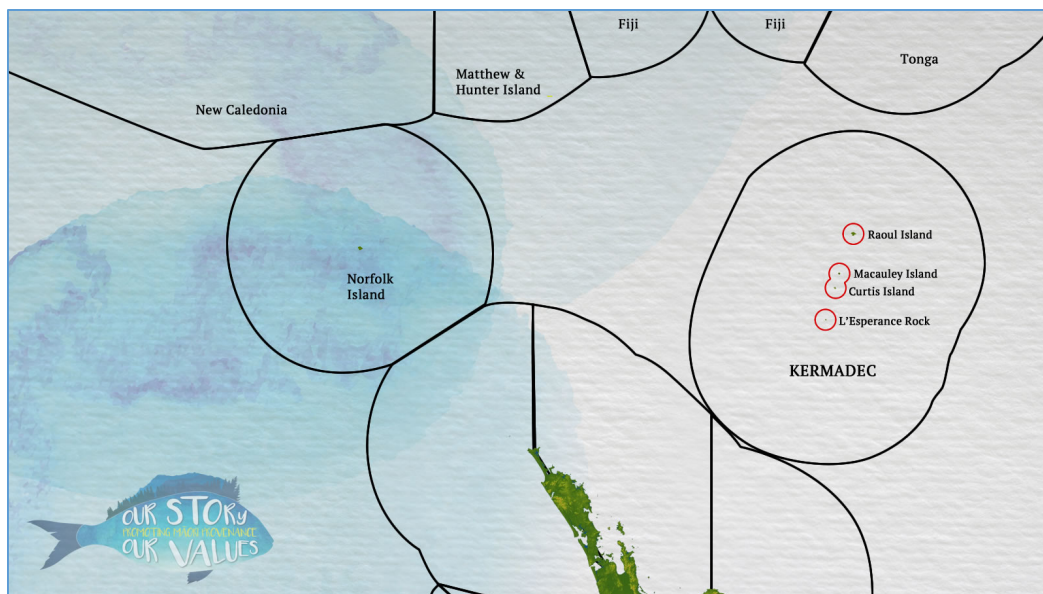 Fiji
Fiji
Tonga
Matthew &
Hunter Island
New Caledonia
Raoul Island
Macauley Island
Curtis Island
L'Esperance Rock
Norfolk
Island
KERMADEC
OUR STORy
PROMOTING MĀORI PROVENANCE
OUR VALUES